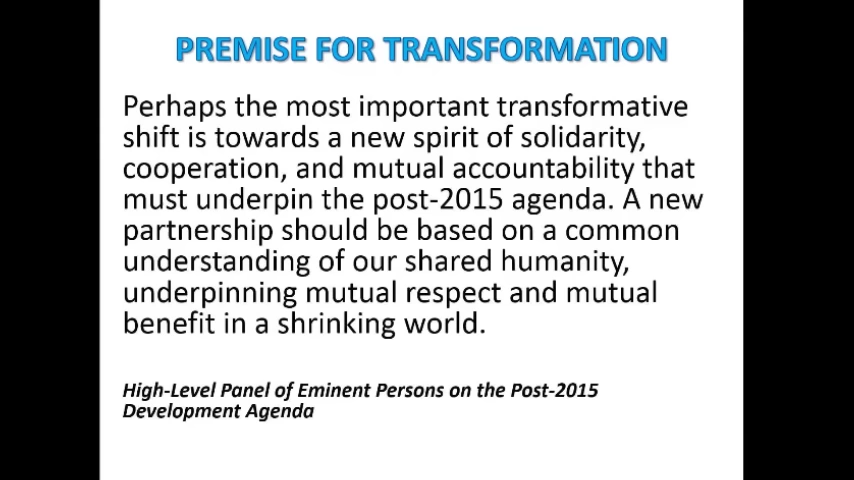 PREMISE FOR TRANSFORMATION
Perhaps the most important transformative
shift is towards a new spirit of solidarity,
cooperation, and mutual accountability that
must underpin the post-2015 agenda. A new
partnership should be based on a common
understanding of our shared humanity,
underpinning mutual respect and mutual
benefit in a shrinking world.
High-Level Panel of Eminent Persons on the Post-2015
Development Agenda